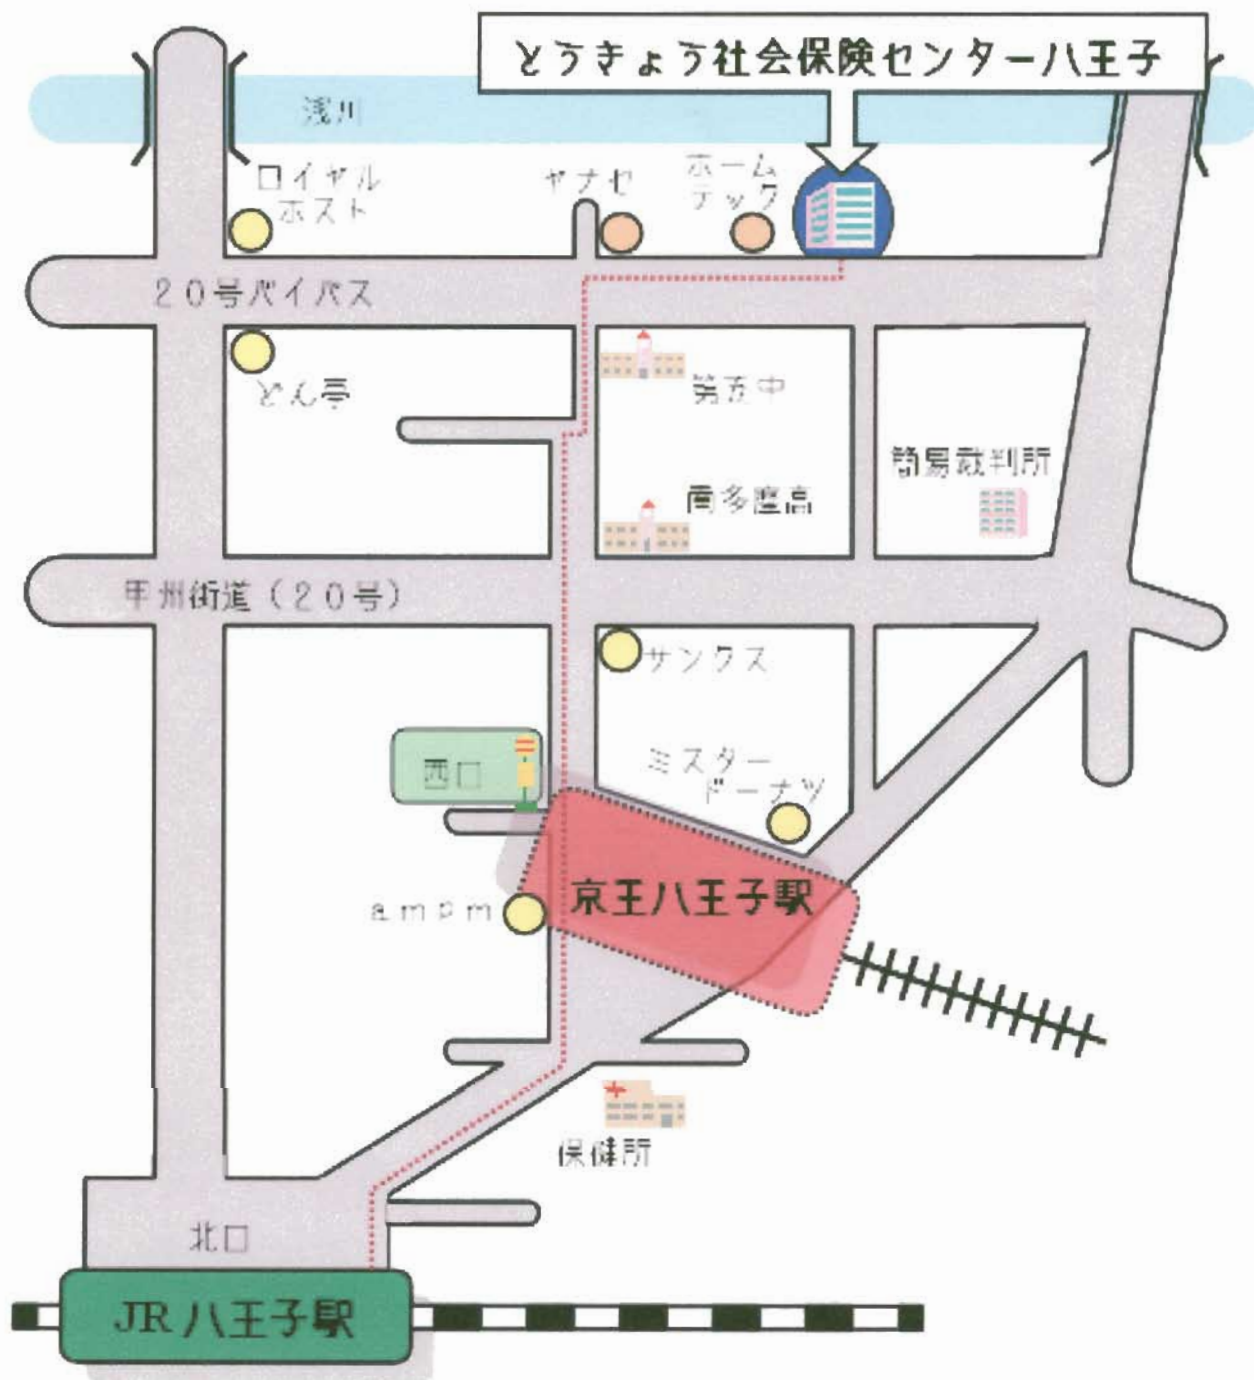 とうきょう社会保険センター八王子
浅川
ロイヤル
ホスト
ヤナセ
ホーム
テック
20号バイパス
どん亭
第五中
簡易裁判所
南多摩高
甲州街道（20号）
サンクス
西口
ミスター
ドーナツ
京王八王子駅
ampm
保健所
北口
JR八王子駅